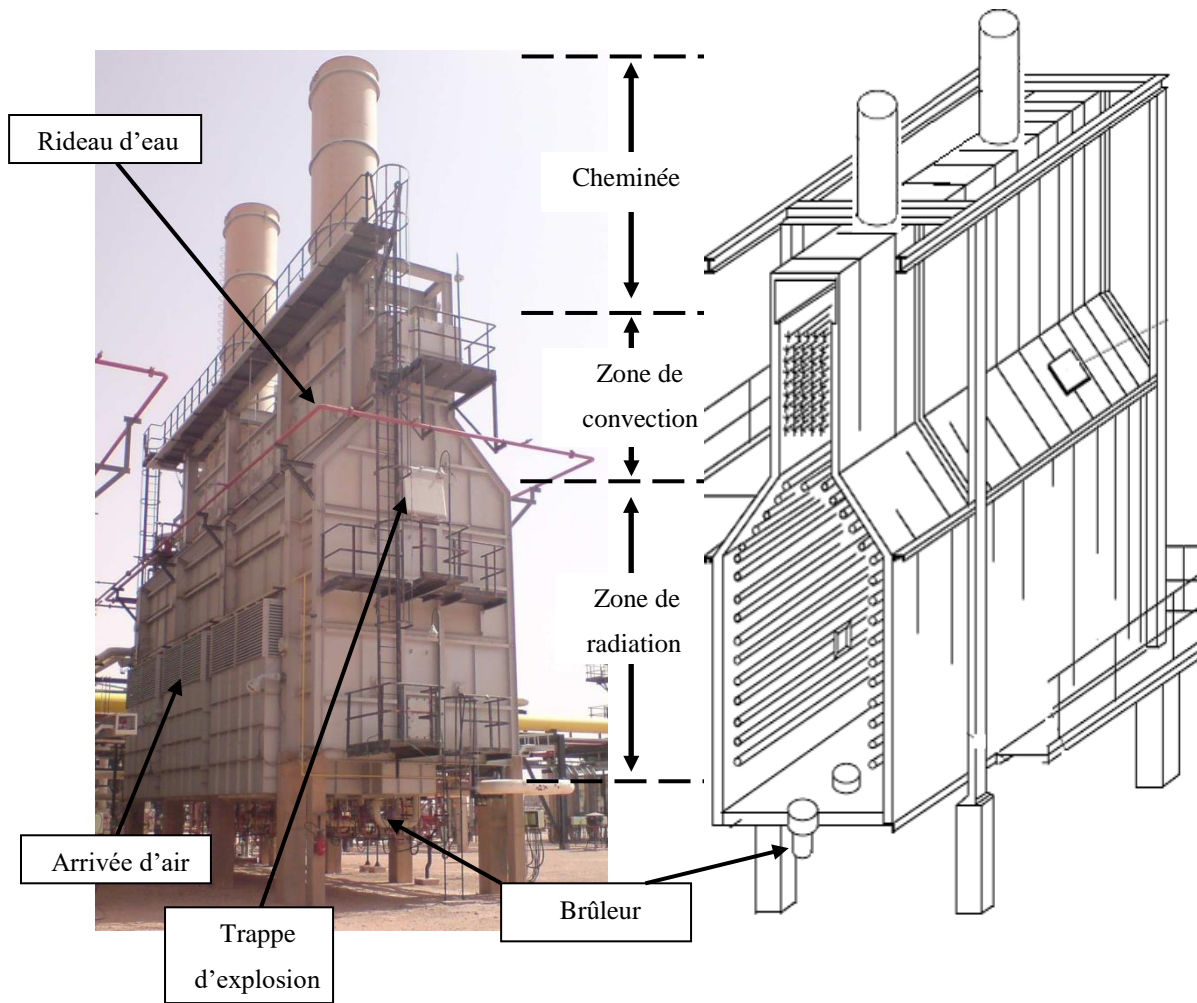 Rideau d’eau
Cheminée
Zone de
convection
Zone de
radiation
Arrivée d’air
Brûleur
Trappe
d’explosion